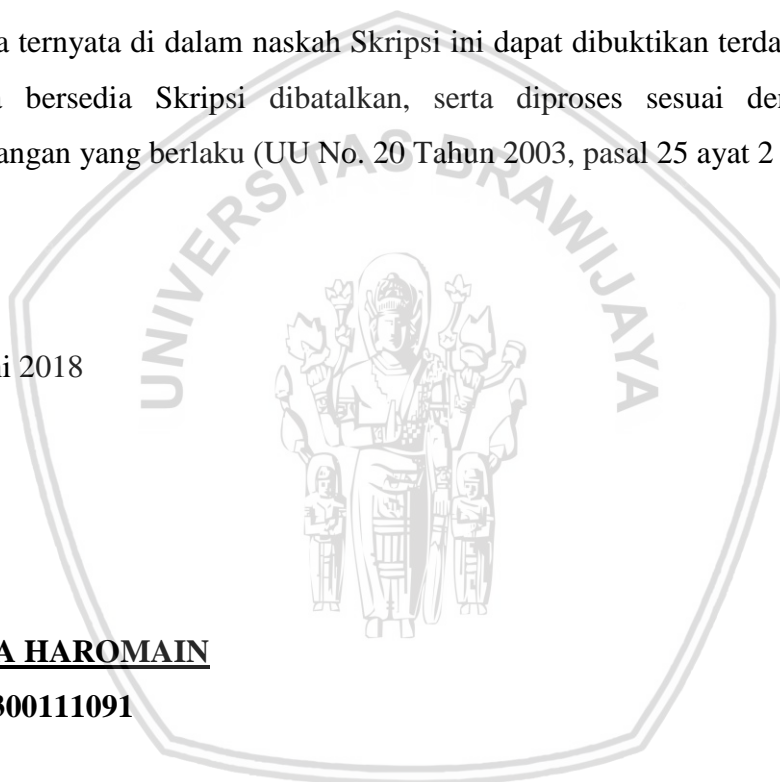 a ternyata di dalam naskah Skripsi ini dapat dibuktikan terda
bersedia Skripsi dibatalkan, serta diproses sesuai de
angan yang berlaku (UU No. 20 Tahun 2003, pasal 25 ayat 2
UNIVERSITAS BRAWIJAYA
ni 2018
A HAROMAIN
300111091